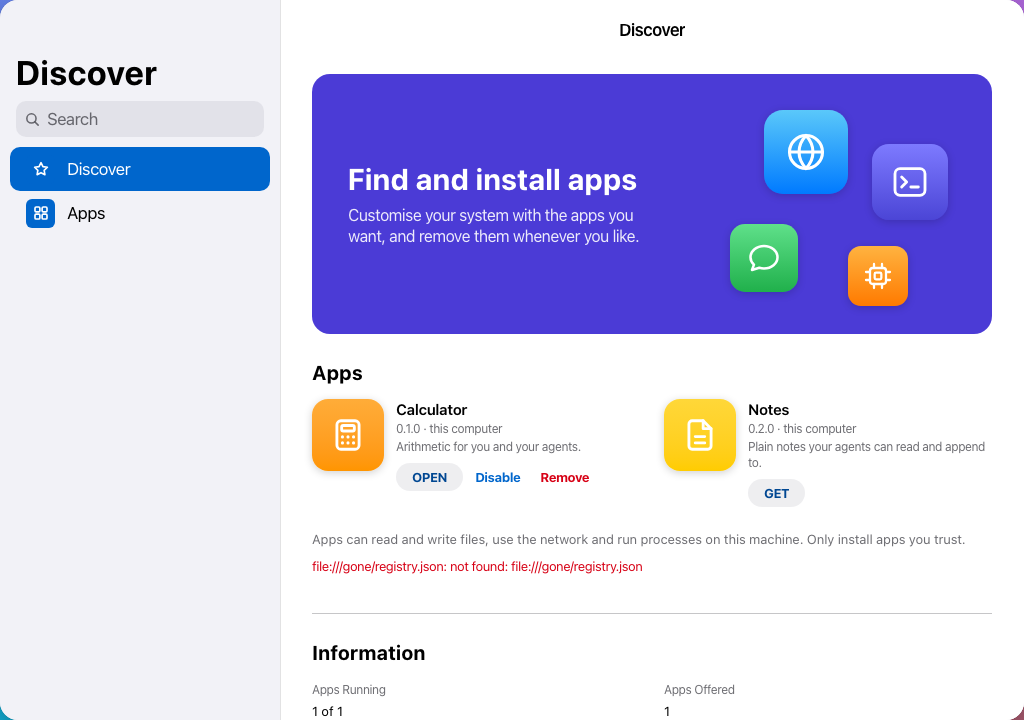 Discover
Search
Discover
Apps
Discover
Find and install apps
Customise your system with the apps you
want, and remove them whenever you like.
Apps
Calculator
0.1.0 · this computer
Arithmetic for you and your agents.
OPEN Disable Remove
Notes
0.2.0 · this computer
Plain notes your agents can read and append
to.
GET
Apps can read and write files, use the network and run processes on this machine. Only install apps you trust.
file:///gone/registry.json: not found: file:///gone/registry.json
Information
Apps Running
1 of 1
Apps Offered
1